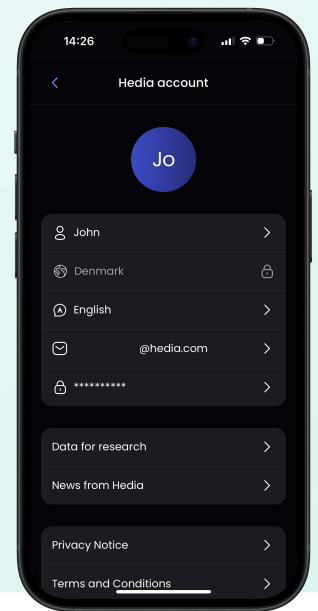 14:26
Hedia account
Jo
John
Denmark
English
@hedia.com
**********
Data for research
News from Hedia
Privacy Notice
Terms and Conditions